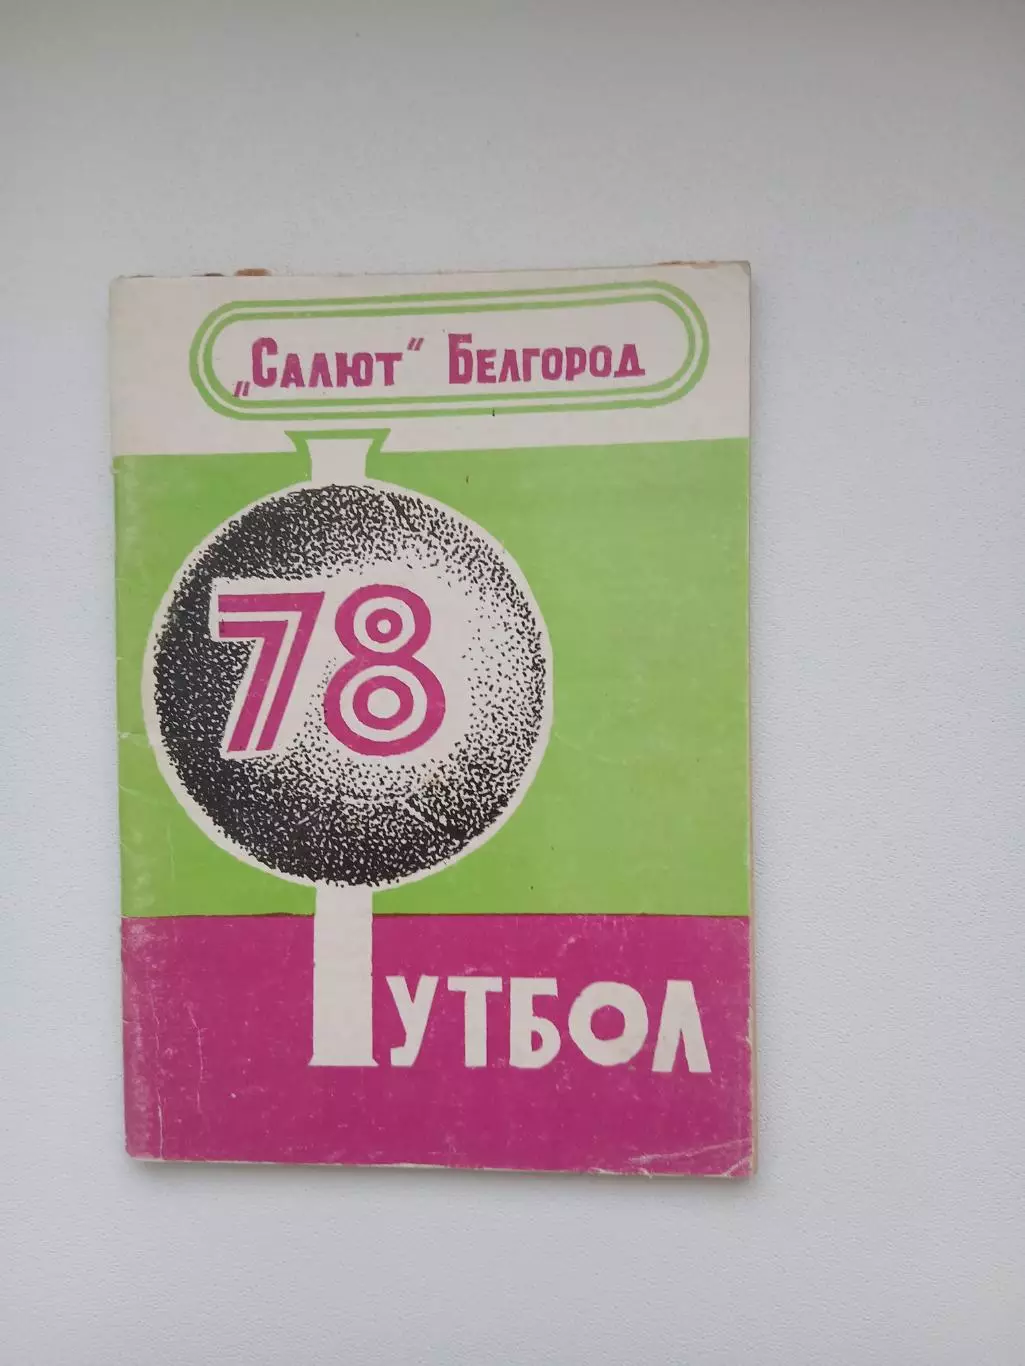 „Салют“ Белгород
78
Футбол